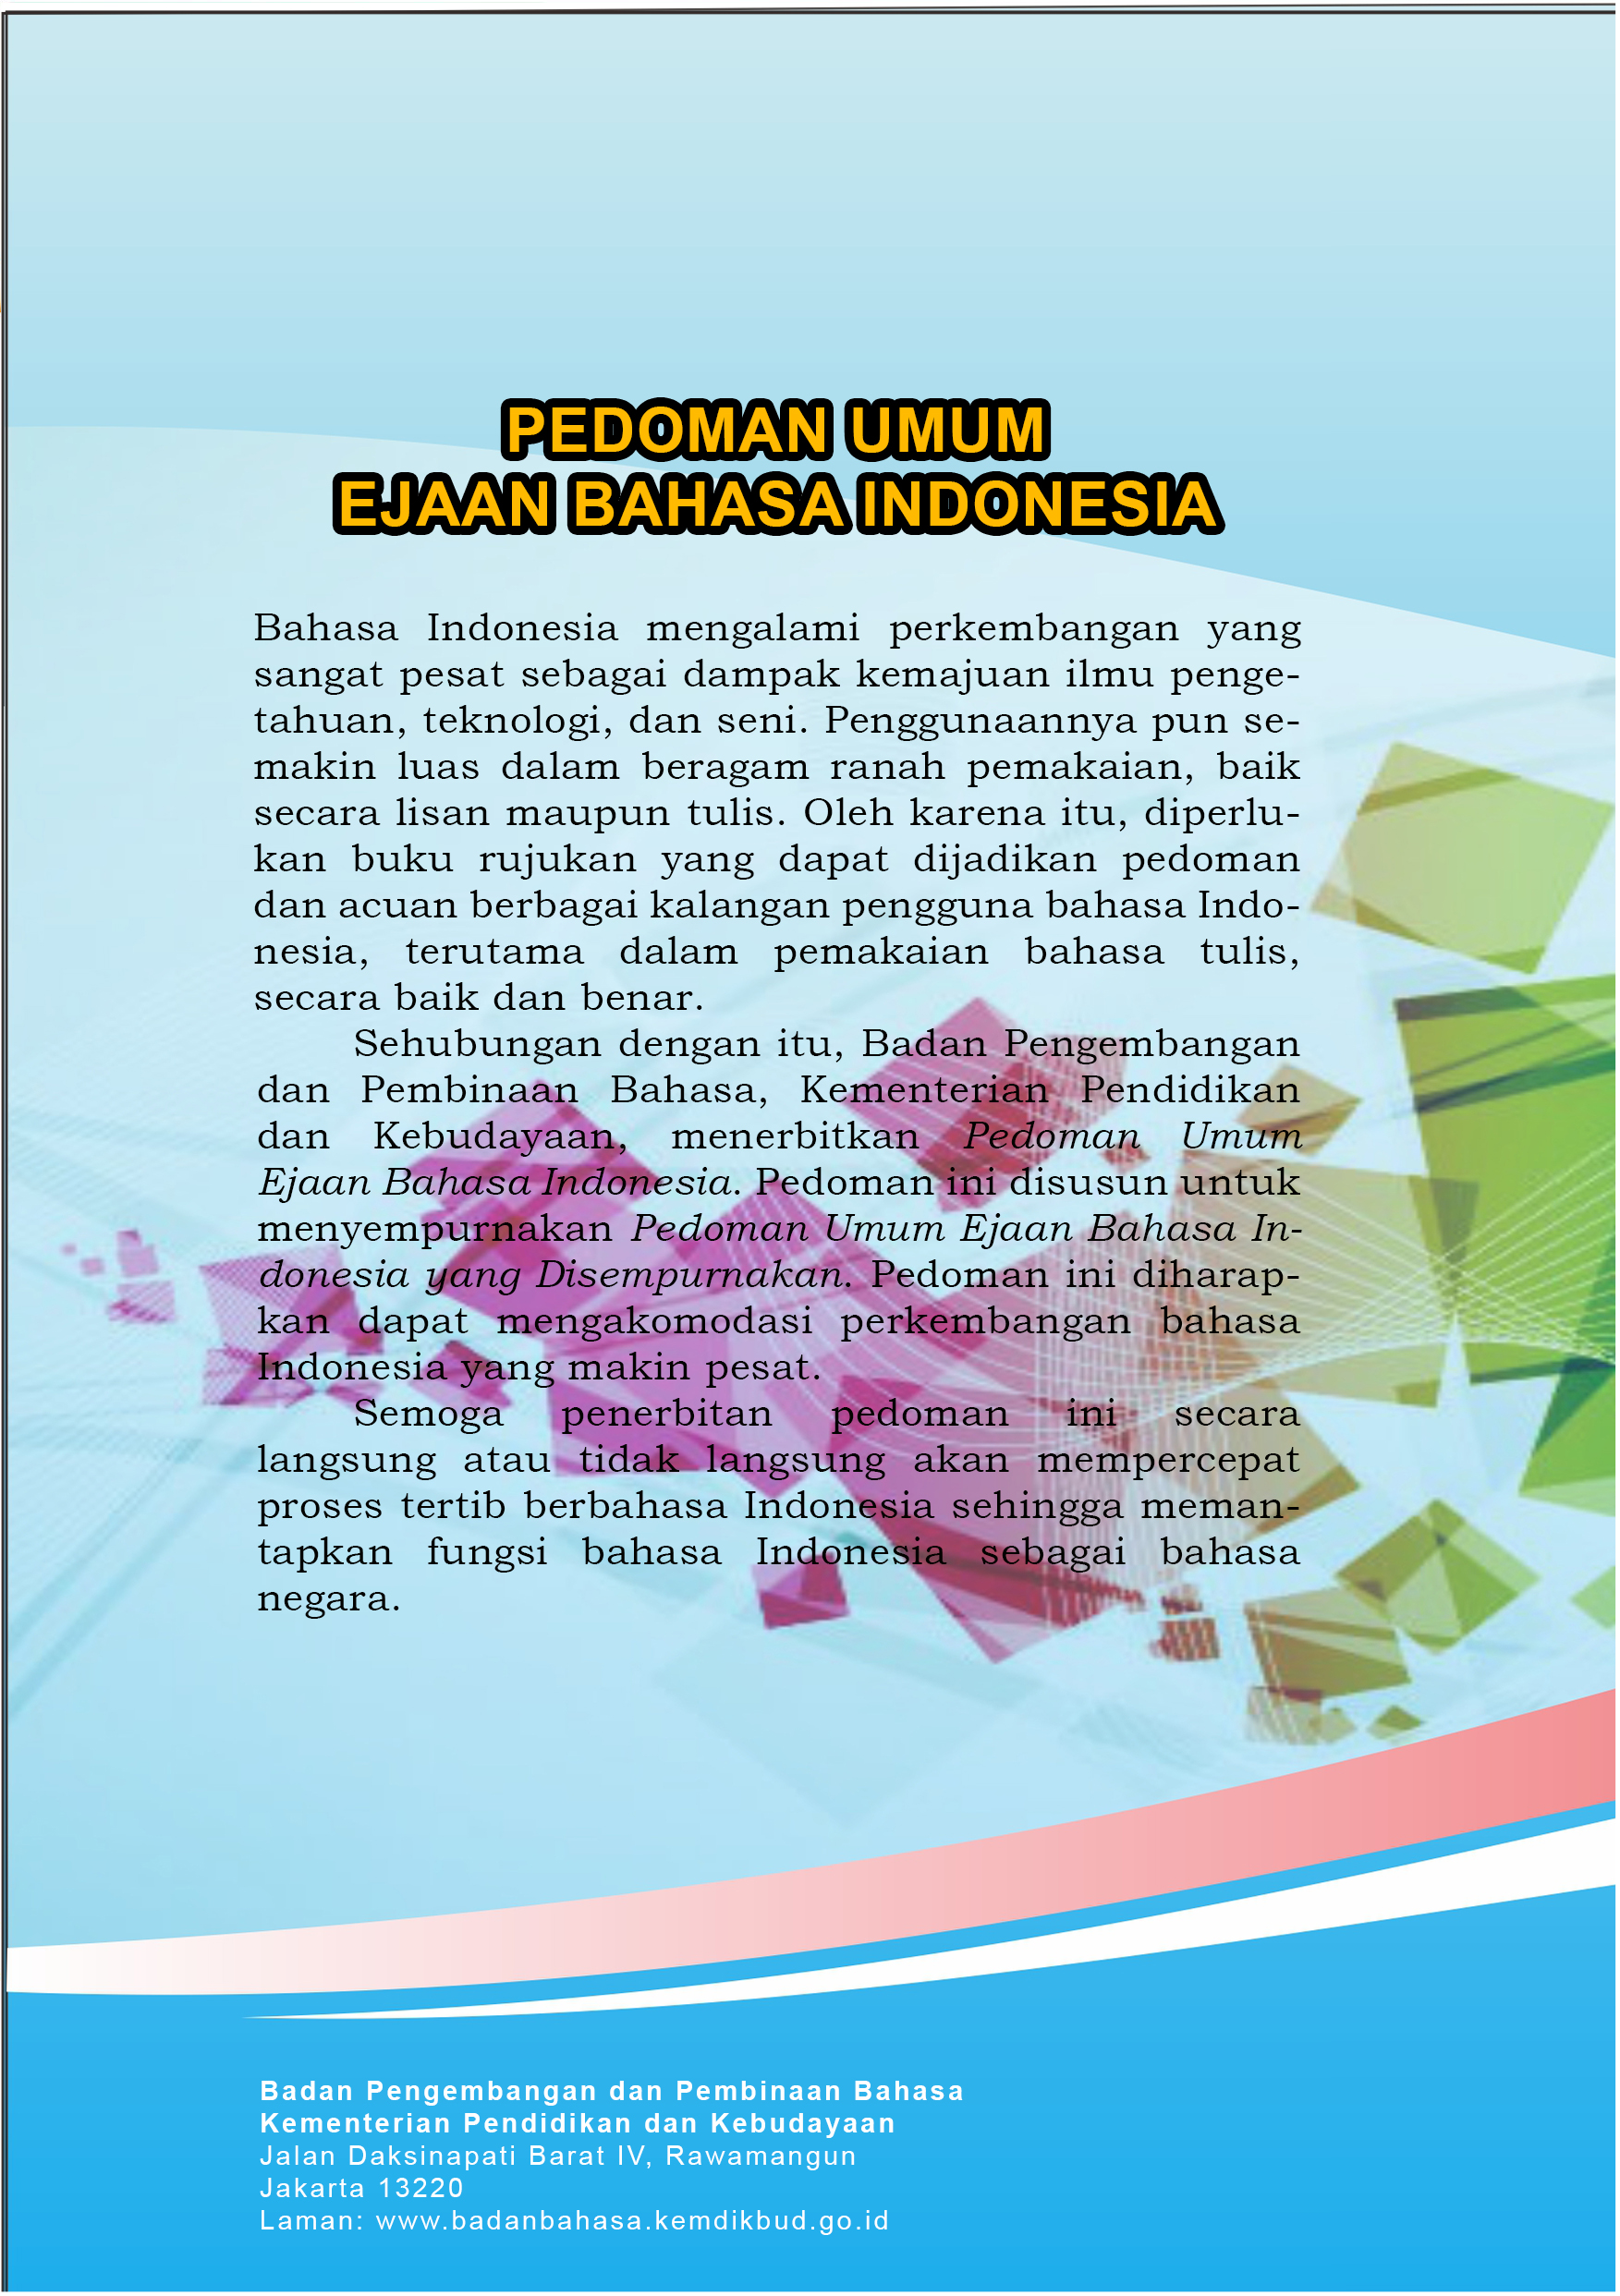 PEDOMAN UMUM
EJAAN BAHASA INDONESIA
Bahasa Indonesia mengalami perkembangan yang
sangat pesat sebagai dampak kemajuan ilmu penge-
tahuan, teknologi, dan seni. Penggunaannya pun se-
makin luas dalam beragam ranah pemakaian, baik
secara lisan maupun tulis. Oleh karena itu, diperlu-
kan buku rujukan yang dapat dijadikan pedoman
dan acuan berbagai kalangan pengguna bahasa Indo-
nesia, terutama dalam pemakaian bahasa tulis,
secara baik dan benar.
Sehubungan dengan itu, Badan Pengembangan
dan Pembinaan Bahasa, Kementerian Pendidikan
dan Kebudayaan, menerbitkan Pedoman Umum
Ejaan Bahasa Indonesia. Pedoman ini disusun untuk
menyempurnakan Pedoman Umum Ejaan Bahasa In-
donesia yang Disempurnakan. Pedoman ini diharap-
kan dapat mengakomodasi perkembangan bahasa
Indonesia yang makin pesat.
Semoga penerbitan pedoman ini secara
langsung atau tidak langsung akan mempercepat
proses tertib berbahasa Indonesia sehingga meman-
tapkan fungsi bahasa Indonesia sebagai bahasa
negara.
Badan Pengembangan dan Pembinaan Bahasa
Kementerian Pendidikan dan Kebudayaan
Jalan Daksinapati Barat IV, Rawamangun
Jakarta 13220
Laman: www.badanbahasa.kemdikbud.go.id